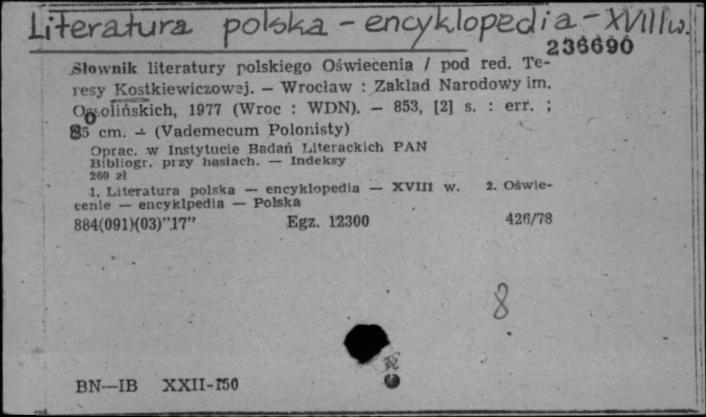 Literatura polska - encyklopedia - XVIII w.
236690
Słownik literatury polskiego Oświecenia / pod red. Te-
resy Kostkiewiczowej. — Wrocław : Zakład Narodowy im.
Ossolińskich, 1977 (Wroc : WDN). — 853, [2] s. : err. ;
25 cm. — (Vademecum Polonisty)
Oprac. w Instytucie Badań Literackich PAN
Bibliogr. przy hasłach. — Indeksy
260 zł
1. Literatura polska — encyklopedia — XVIII w. 2. Oświe-
cenie — encyklpedia — Polska
884(091)(03)"17" Egz. 12300 426/78
8
BN—IB XXII-150